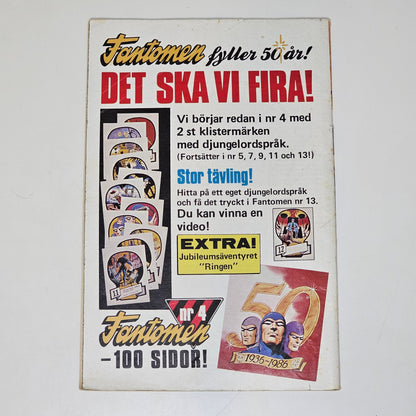 Fantomen fyller 50 år!
DET SKA VI FIRA!
Vi börjar redan i nr 4 med
2 st klistermärken
med djungelordspråk.
(Fortsätter i nr 5, 7, 9, 11 och 13!)
Stor tävling!
Hitta på ett eget djungelordspråk
och få det tryckt i Fantomen nr 13.
Du kan vinna en
video!
EXTRA!
Jubileumsäventyret
"Ringen"
12
11
nr 4
Fantomen
–100 SIDOR!
50
1936-1986